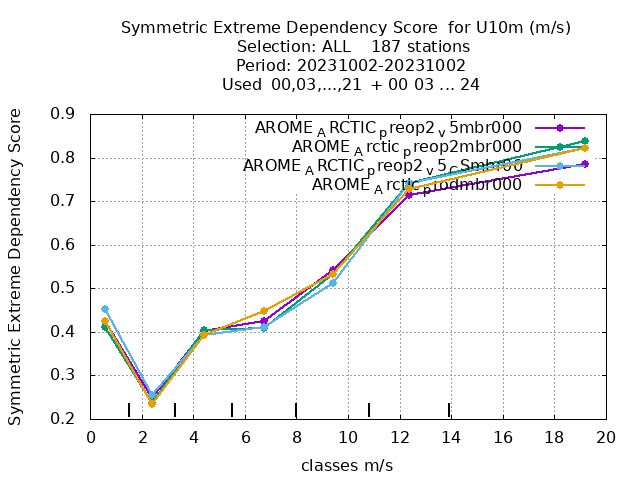 Symmetric Extreme Dependency Score  for U10m (m/s)
Selection: ALL    187 stations
Period: 20231002-20231002
Used  00,03,...,21  + 00 03 ... 24
AROME_ARCTIC_preop2_v5mbr000
AROME_Arctic_preop2mbr000
AROME_ARCTIC_preop2_v5_CSmbr000
AROME_Arctic_prodmbr000
Symmetric Extreme Dependency Score
0.9
0.8
0.7
0.6
0.5
0.4
0.3
0.2
0 2 4 6 8 10 12 14 16 18 20
classes m/s